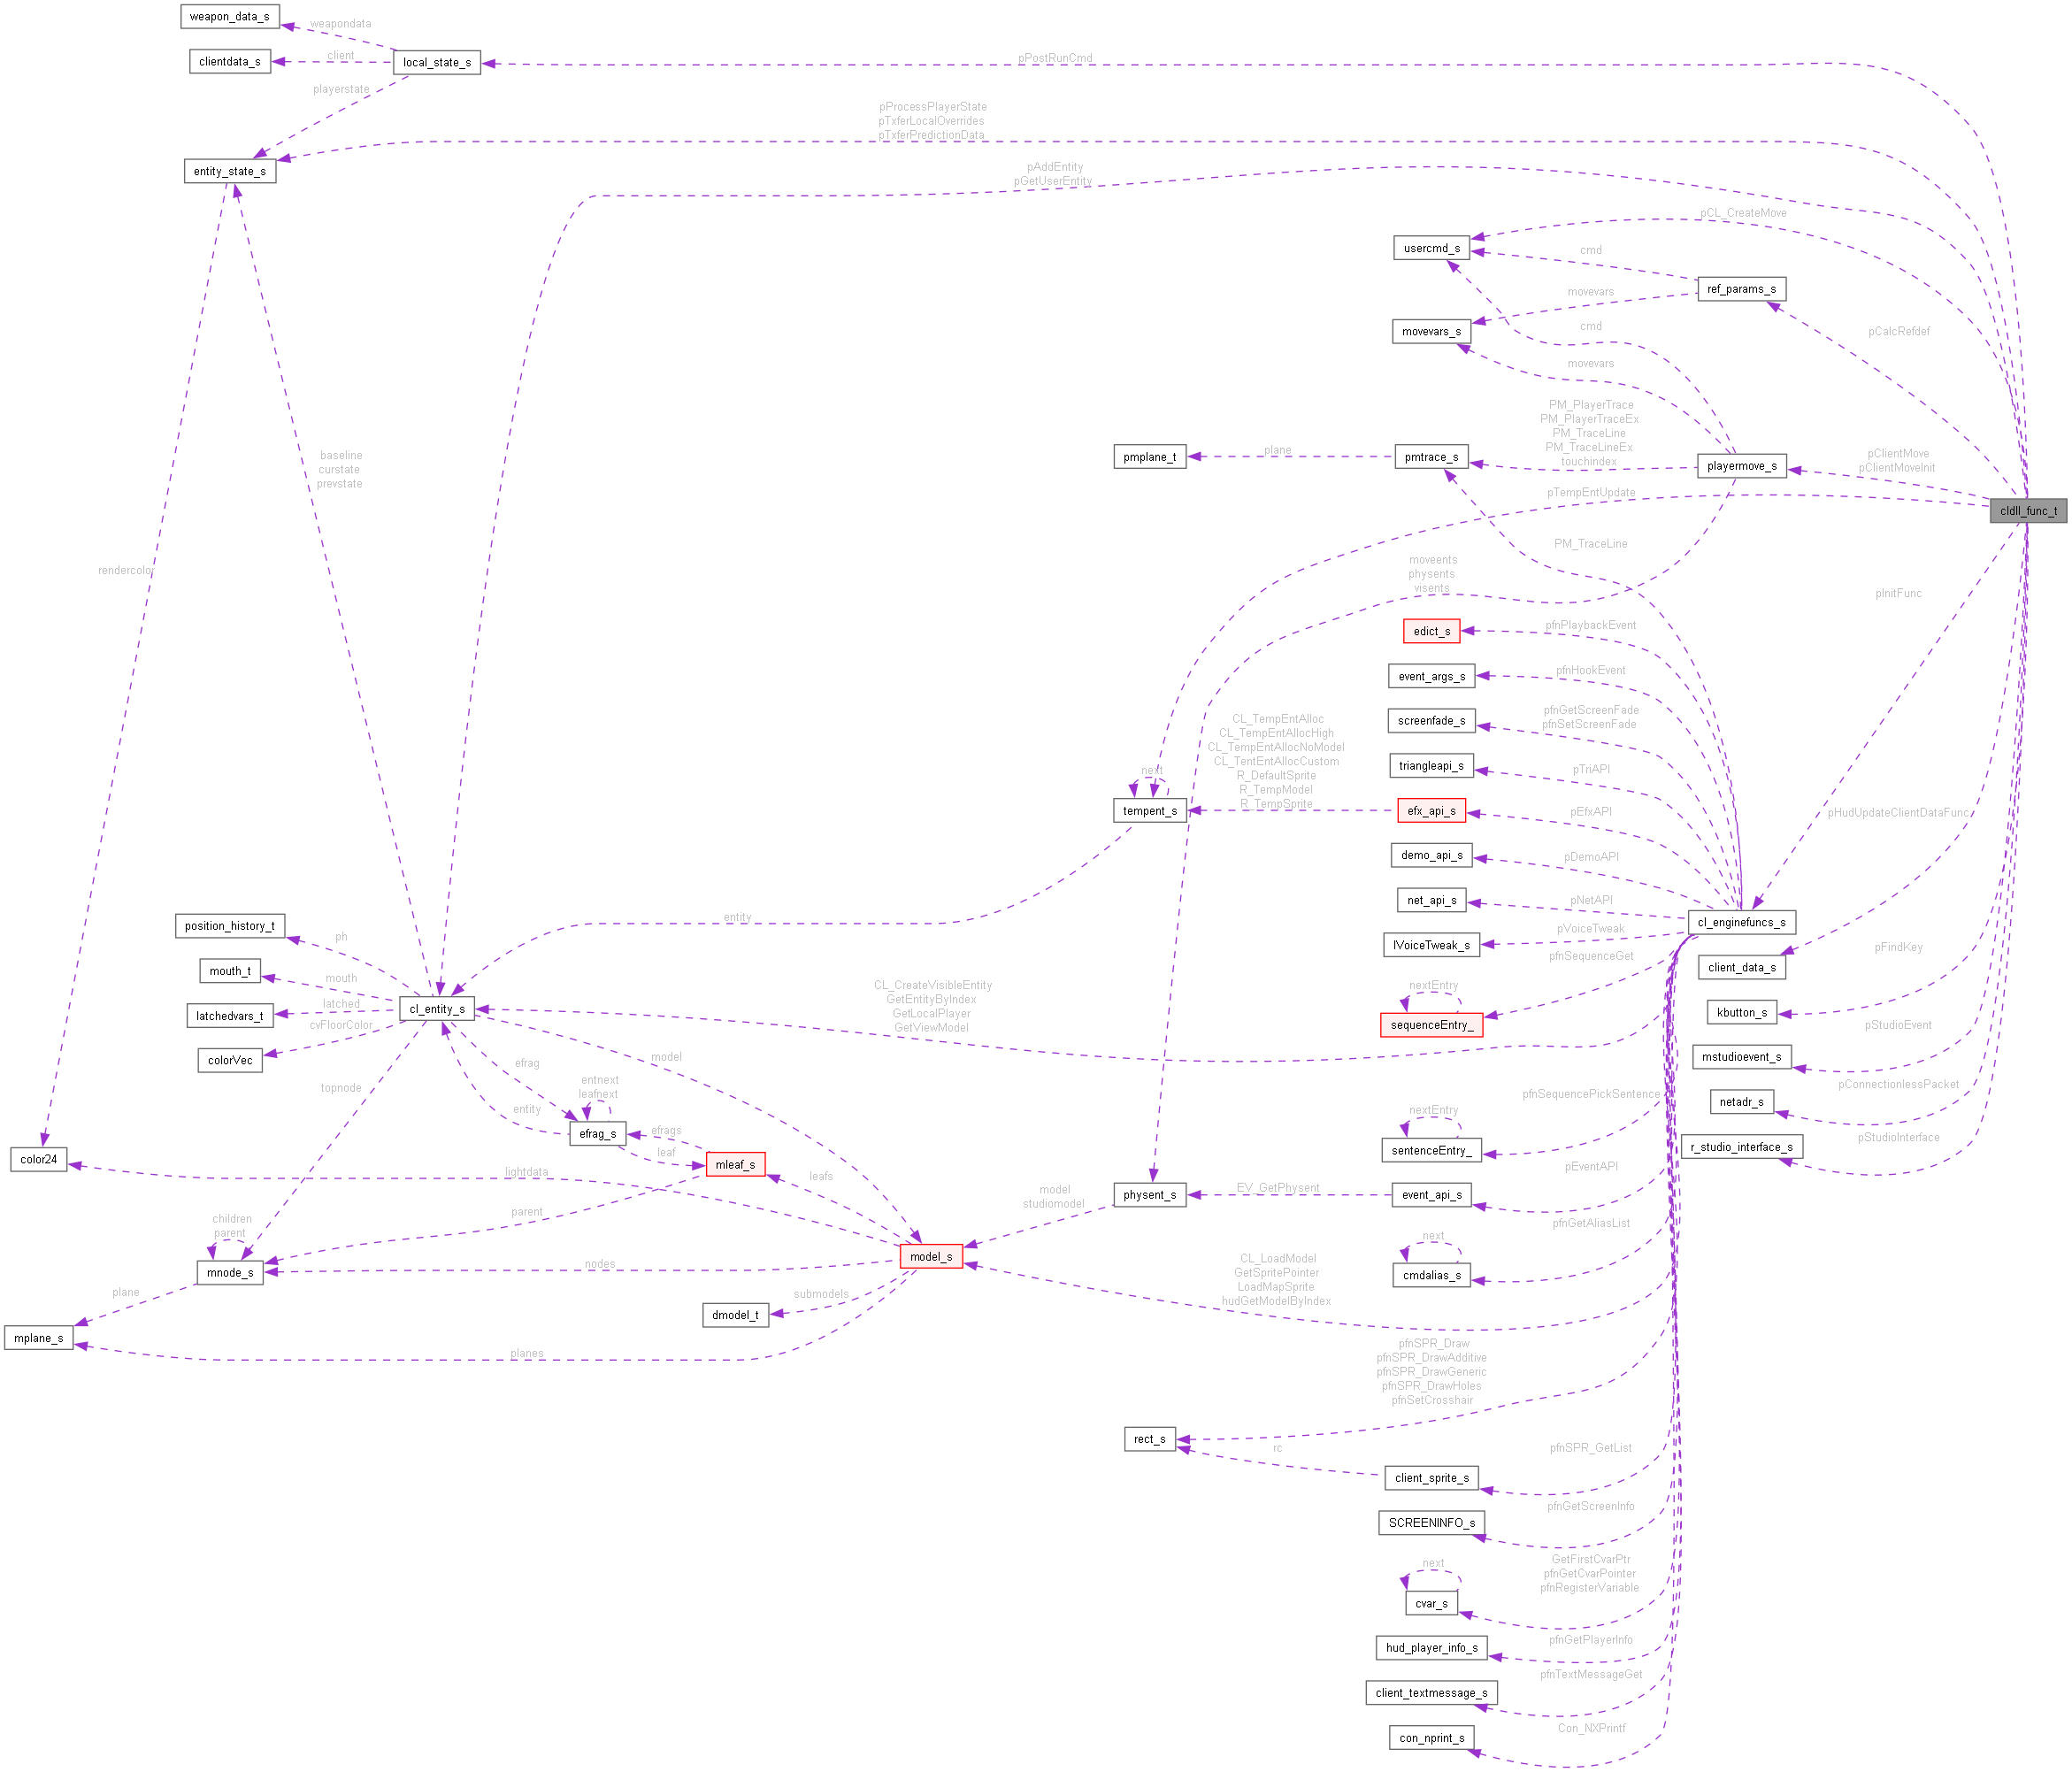 weapon_data_s
weapondata
clientdata_s
client
local_state_s
pPostRunCmd
playerstate
pProcessPlayerState
pTxferLocalOverrides
pTxferPredictionData
entity_state_s
pAddEntity
pGetUserEntity
pCL_CreateMove
usercmd_s
cmd
ref_params_s
movevars
movevars_s
cmd
pCalcRefdef
movevars
PM_PlayerTrace
PM_PlayerTraceEx
PM_TraceLine
PM_TraceLineEx
touchindex
baseline
curstate
prevstate
pmplane_t
plane
pmtrace_s
playermove_s
pClientMove
pClientMoveInit
pTempEntUpdate
cldll_func_t
PM_TraceLine
rendercolor
moveents
physents
visents
pInitFunc
edict_s
pfnPlaybackEvent
event_args_s
pfnHookEvent
screenfade_s
pfnGetScreenFade
pfnSetScreenFade
CL_TempEntAlloc
CL_TempEntAllocHigh
CL_TempEntAllocNoModel
CL_TentEntAllocCustom
R_DefaultSprite
R_TempModel
R_TempSprite
triangleapi_s
pTriAPI
next
tempent_s
efx_api_s
pEfxAPI
pHudUpdateClientDataFunc
demo_api_s
pDemoAPI
net_api_s
pNetAPI
position_history_t
ph
entity
cl_enginefuncs_s
IVoiceTweak_s
pVoiceTweak
pfnSequenceGet
pFindKey
mouth_t
mouth
client_data_s
latchedvars_t
latched
cl_entity_s
CL_CreateVisibleEntity
GetEntityByIndex
GetLocalPlayer
GetViewModel
nextEntry
sequenceEntry_
kbutton_s
cvFloorColor
pStudioEvent
colorVec
efrag
model
mstudioevent_s
topnode
entnext
leafnext
entity
pfnSequencePickSentence
pConnectionlessPacket
netadr_s
efrag_s
efrags
leaf
nextEntry
sentenceEntry_
pStudioInterface
r_studio_interface_s
color24
lightdata
mleaf_s
leafs
pEventAPI
physent_s
EV_GetPhysent
event_api_s
model
studiomodel
children
parent
parent
pfnGetAliasList
next
cmdalias_s
mnode_s
nodes
model_s
CL_LoadModel
GetSpritePointer
LoadMapSprite
hudGetModelByIndex
plane
submodels
dmodel_t
mplane_s
planes
pfnSPR_Draw
pfnSPR_DrawAdditive
pfnSPR_DrawGeneric
pfnSPR_DrawHoles
pfnSetCrosshair
rect_s
rc
pfnSPR_GetList
client_sprite_s
pfnGetScreenInfo
SCREENINFO_s
GetFirstCvarPtr
pfnGetCvarPointer
pfnRegisterVariable
next
cvar_s
hud_player_info_s
pfnGetPlayerInfo
pfnTextMessageGet
client_textmessage_s
Con_NXPrintf
con_nprint_s